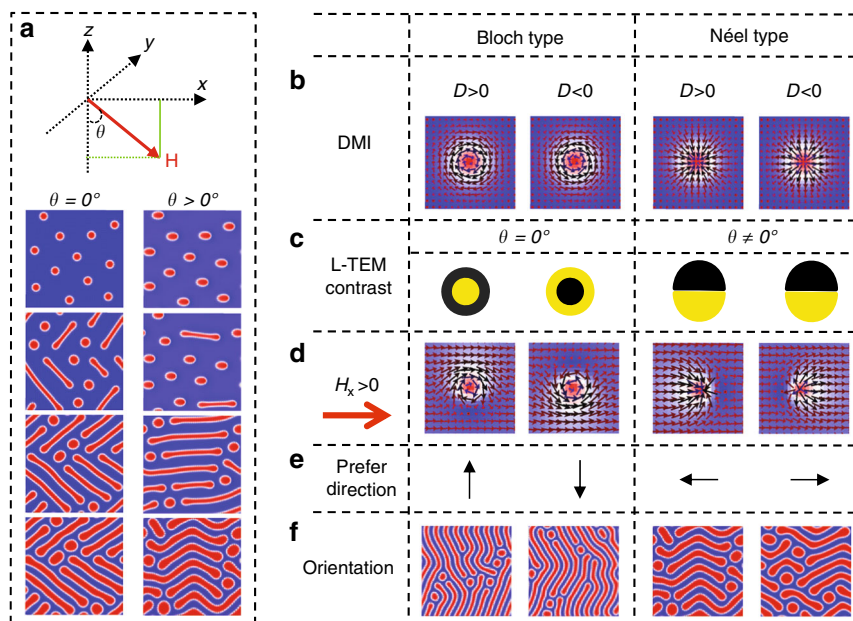 a
z
y
x
θ
H
θ = 0° θ > 0°
Bloch type Néel type
b
D>0 D<0 D>0 D<0
DMI
c
θ = 0° θ ≠ 0°
L-TEM
contrast
d
Hx >0
e
Prefer
direction
f
Orientation